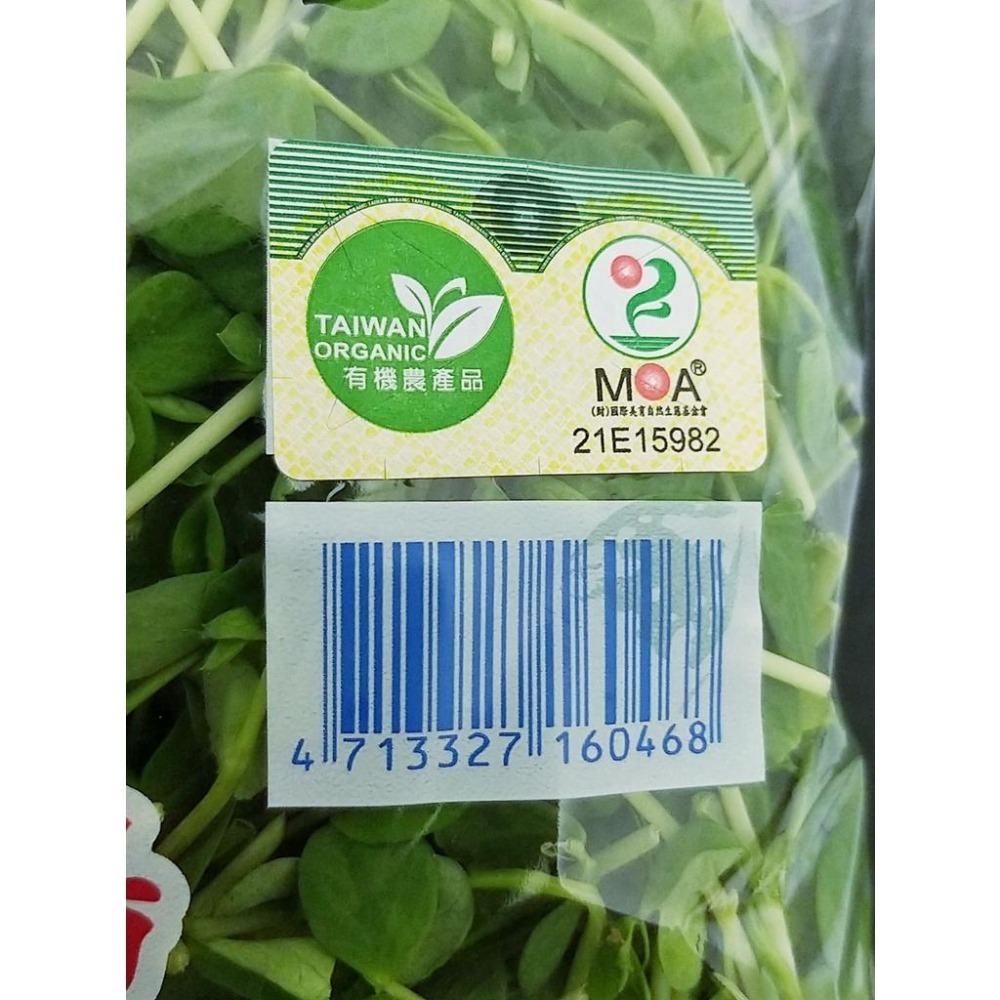 TAIWAN
ORGANIC
有機農產品
MOA®
(財)國際美育自然生態基金會
21E15982
4 713327 160468